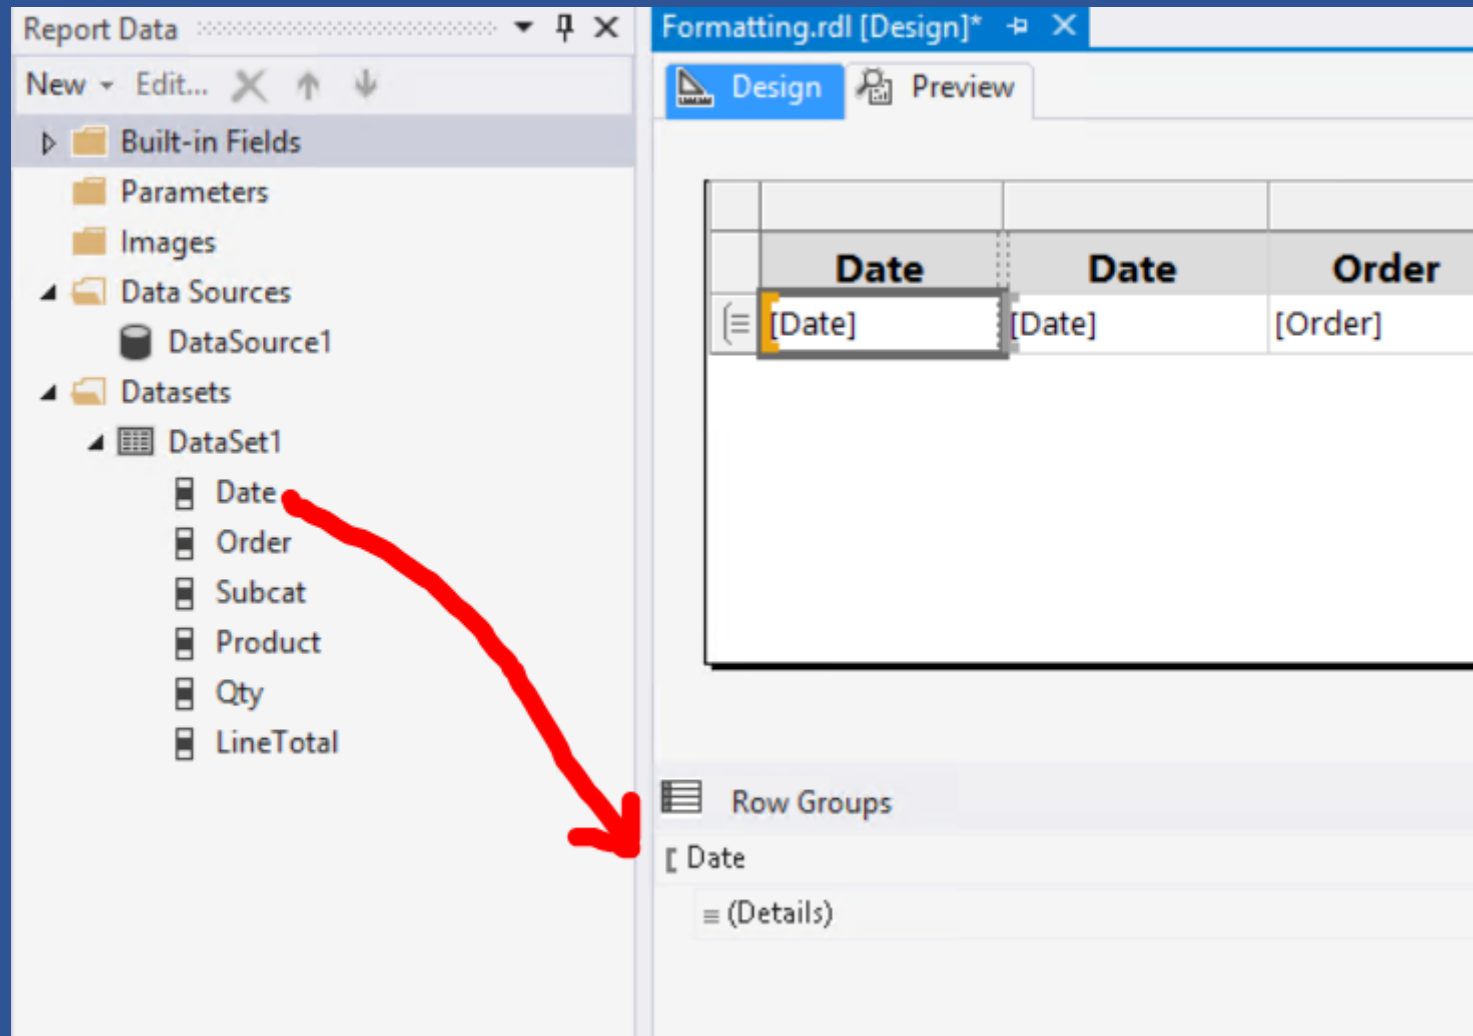 Report Data
New Edit...
Built-in Fields
Parameters
Images
Data Sources
DataSource1
Datasets
DataSet1
Date
Order
Subcat
Product
Qty
LineTotal
Formatting.rdl [Design]*
Design Preview
Date Date Order
[Date] [Date] [Order]
Row Groups
Date
(Details)